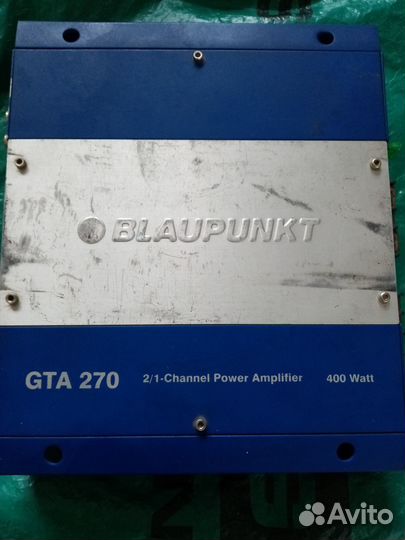 BLAUPUNKT
GTA 270 2/1-Channel Power Amplifier 400 Watt
Avito